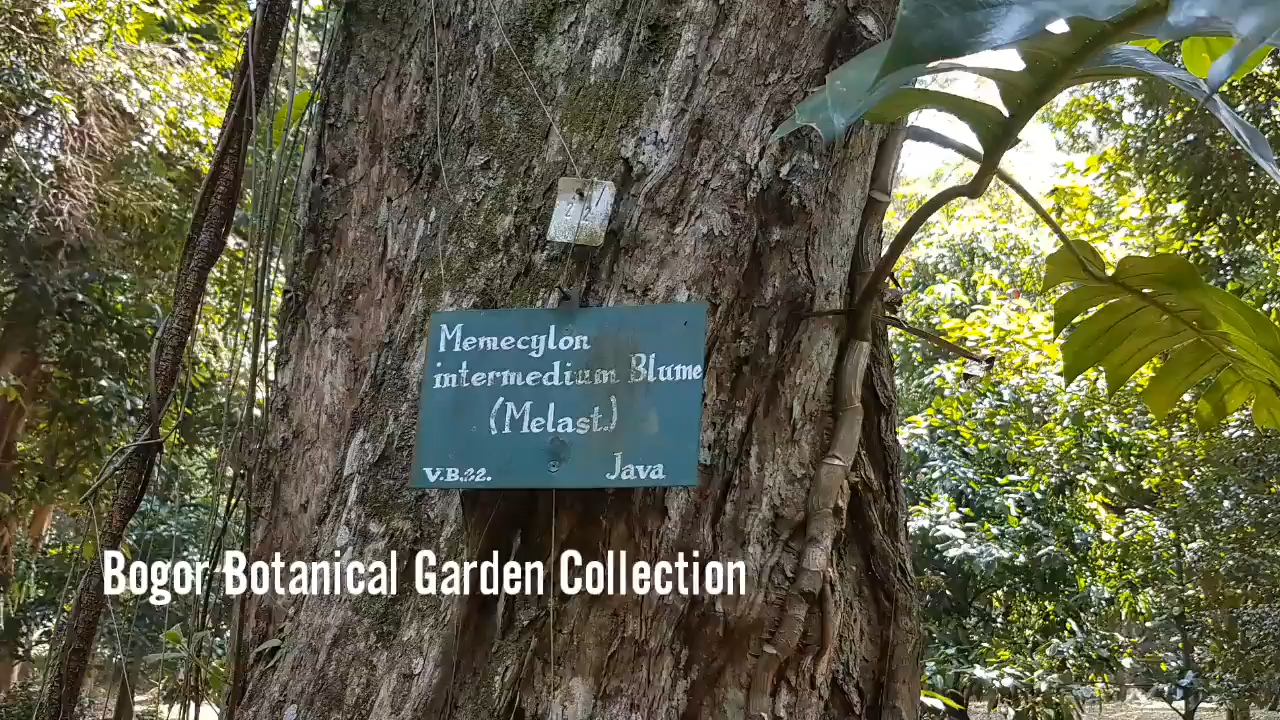 Memecylon
intermedium Blume
(Melast.)
V.B.22. Java
Bogor Botanical Garden Collection